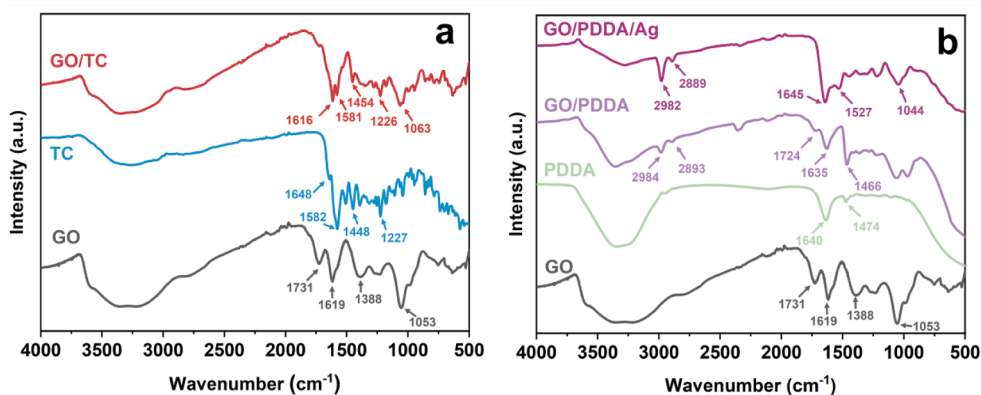 a
GO/TC
1454
1616
1581
1226
1063
TC
1648
1582
1448
1227
GO
1731
1619
1388
1053
Intensity (a.u.)
4000 3500 3000 2500 2000 1500 1000 500
Wavenumber (cm⁻¹)
b
GO/PDDA/Ag
2889
2982
1645
1527
1044
GO/PDDA
2984
2893
1724
1635
1466
PDDA
1640
1474
GO
1731
1619
1388
1053
Intensity (a.u.)
4000 3500 3000 2500 2000 1500 1000 500
Wavenumber (cm⁻¹)